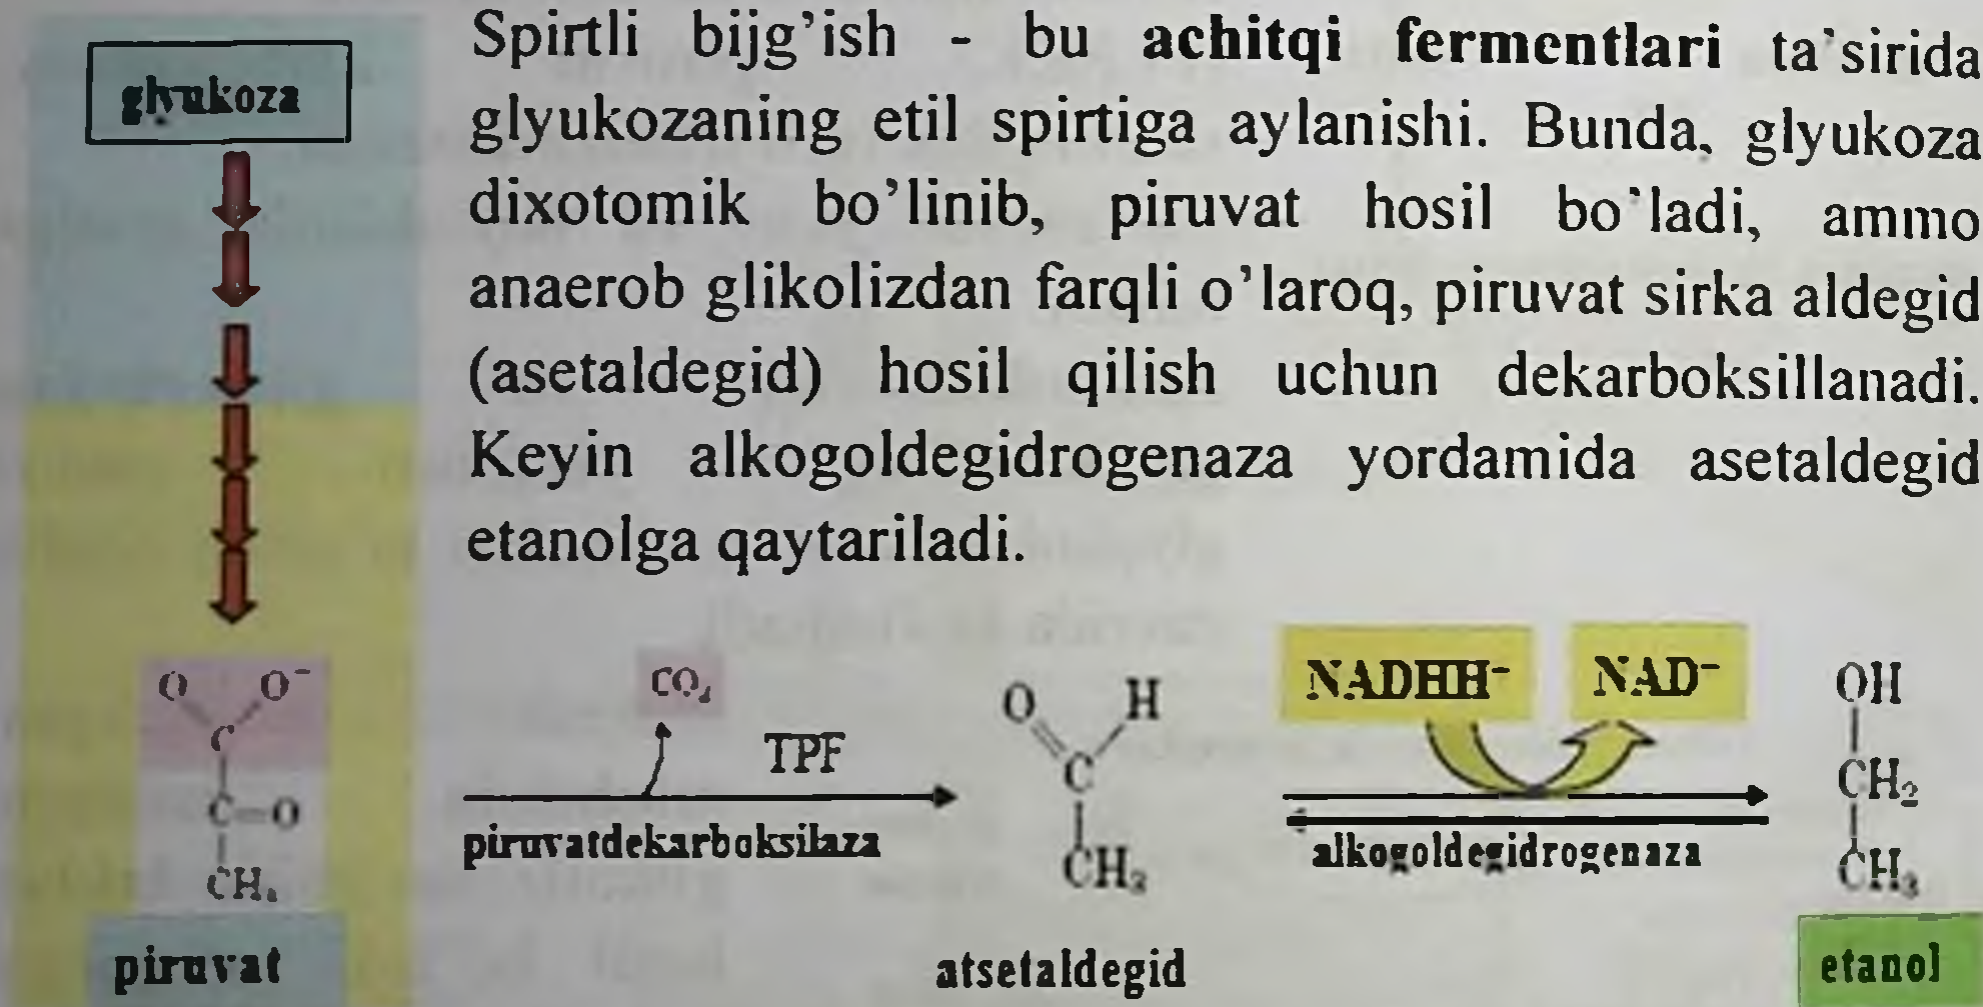 Spirtli bijg’ish - bu achitqi fermentlari ta`sirida
glyukozaning etil spirtiga aylanishi. Bunda, glyukoza
dixotomik bo’linib, piruvat hosil bo`ladi, ammo
anaerob glikolizdan farqli o’laroq, piruvat sirka aldegid
(asetaldegid) hosil qilish uchun dekarboksillanadi.
Keyin alkogoldegidrogenaza yordamida asetaldegid
etanolga qaytariladi.
glyukoza
O O⁻
C
C=O
CH₃
piruvat
CO₂
TPF
piruvatdekarboksilaza
O H
C
CH₃
atsetaldegid
NADHH⁻ NAD⁻
alkogoldegidrogenaza
OH
CH₂
CH₃
etanol